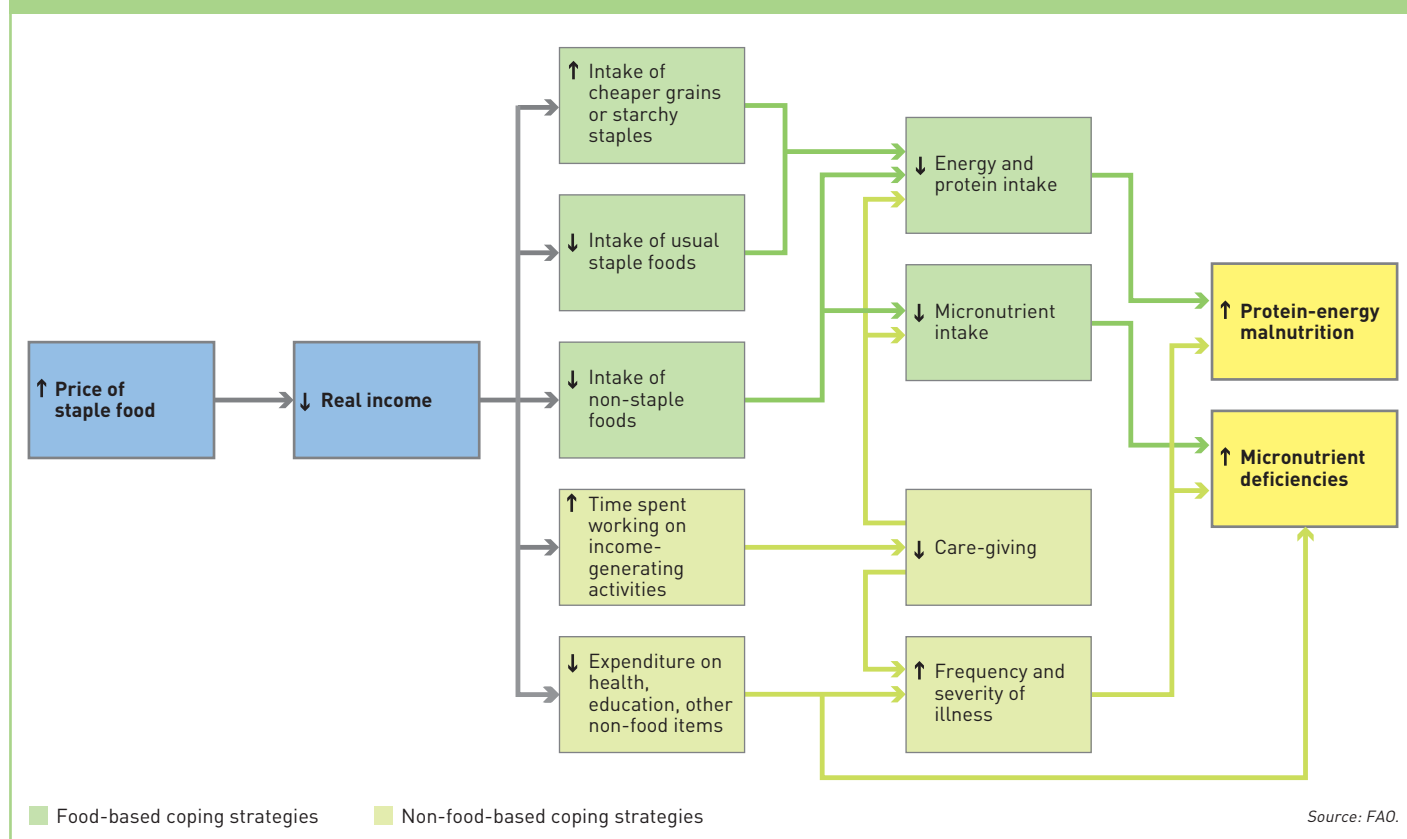 ↑ Price of
staple food
↓ Real income
↑ Intake of
cheaper grains
or starchy
staples
↓ Intake of usual
staple foods
↓ Intake of
non-staple
foods
↑ Time spent
working on
income-
generating
activities
↓ Expenditure on
health,
education, other
non-food items
↓ Energy and
protein intake
↓ Micronutrient
intake
↓ Care-giving
↑ Frequency and
severity of
illness
↑ Protein-energy
malnutrition
↑ Micronutrient
deficiencies
Food-based coping strategies
Non-food-based coping strategies
Source: FAO.